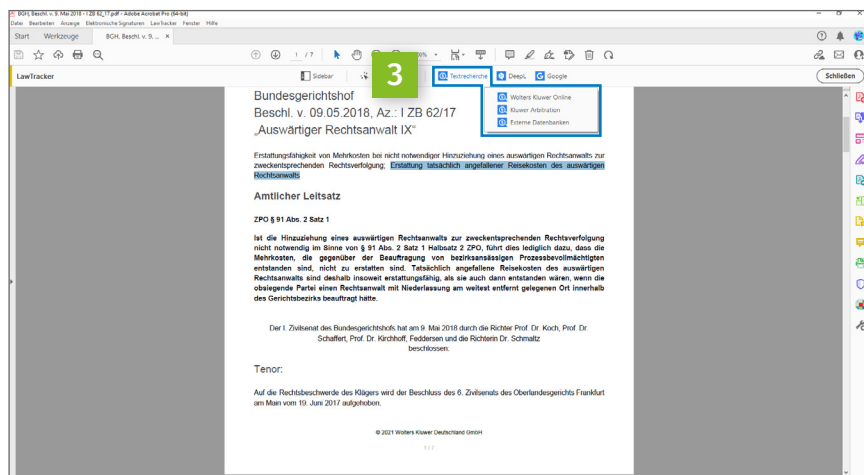 BGH, Beschl. v. 9. Mai 2018 - I ZB 62_17.pdf - Adobe Acrobat Pro (64-bit)
Datei Bearbeiten Anzeige Elektronische Signaturen LawTracker Fenster Hilfe
Start Werkzeuge BGH, Beschl. v. 9. ... ×
1 / 7
LawTracker Sidebar 3 Textrecherche DeepL Google Schließen
Wolters Kluwer Online
Kluwer Arbitration
Externe Datenbanken
Bundesgerichtshof
Beschl. v. 09.05.2018, Az.: I ZB 62/17
„Auswärtiger Rechtsanwalt IX“
Erstattungsfähigkeit von Mehrkosten bei nicht notwendiger Hinzuziehung eines auswärtigen Rechtsanwalts zur
zweckentsprechenden Rechtsverfolgung; Erstattung tatsächlich angefallener Reisekosten des auswärtigen
Rechtsanwalts
Amtlicher Leitsatz
ZPO § 91 Abs. 2 Satz 1
Ist die Hinzuziehung eines auswärtigen Rechtsanwalts zur zweckentsprechenden Rechtsverfolgung
nicht notwendig im Sinne von § 91 Abs. 2 Satz 1 Halbsatz 2 ZPO, führt dies lediglich dazu, dass die
Mehrkosten, die gegenüber der Beauftragung von bezirksansässigen Prozessbevollmächtigten
entstanden sind, nicht zu erstatten sind. Tatsächlich angefallene Reisekosten des auswärtigen
Rechtsanwalts sind deshalb insoweit erstattungsfähig, als sie auch dann entstanden wären, wenn die
obsiegende Partei einen Rechtsanwalt mit Niederlassung am weitest entfernt gelegenen Ort innerhalb
des Gerichtsbezirks beauftragt hätte.
Der I. Zivilsenat des Bundesgerichtshofs hat am 9. Mai 2018 durch die Richter Prof. Dr. Koch, Prof. Dr.
Schaffert, Prof. Dr. Kirchhoff, Feddersen und die Richterin Dr. Schmaltz
beschlossen:
Tenor:
Auf die Rechtsbeschwerde des Klägers wird der Beschluss des 6. Zivilsenats des Oberlandesgerichts Frankfurt
am Main vom 19. Juni 2017 aufgehoben.
© 2021 Wolters Kluwer Deutschland GmbH
1 / 7